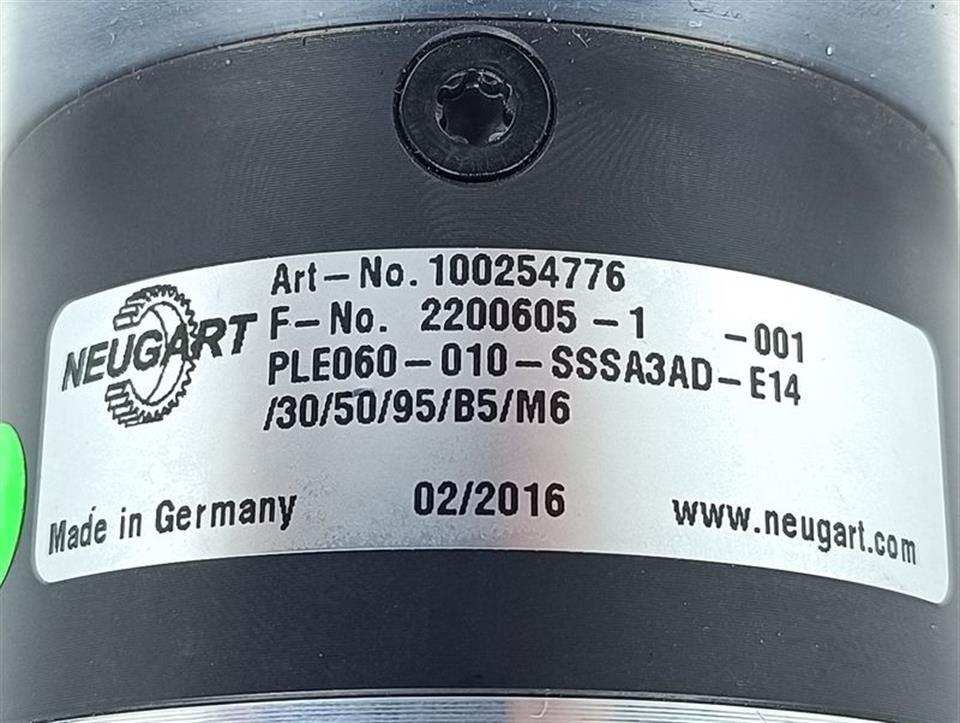 NEUGART
Art-No. 100254776
F-No. 2200605-1 -001
PLE060-010-SSSA3AD-E14
/30/50/95/B5/M6
Made in Germany 02/2016 www.neugart.com